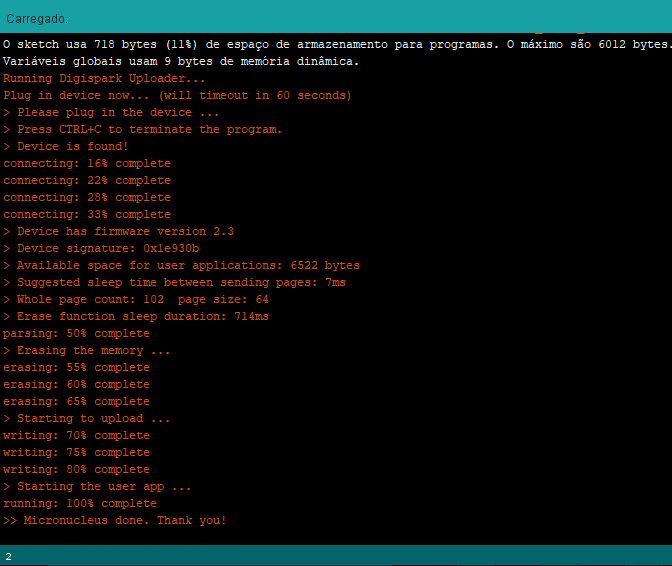 Carregado.
O sketch usa 718 bytes (11%) de espaço de armazenamento para programas. O máximo são 6012 bytes.
Variáveis globais usam 9 bytes de memória dinâmica.
Running Digispark Uploader...
Plug in device now... (will timeout in 60 seconds)
> Please plug in the device ...
> Press CTRL+C to terminate the program.
> Device is found!
connecting: 16% complete
connecting: 22% complete
connecting: 28% complete
connecting: 33% complete
> Device has firmware version 2.3
> Device signature: 0x1e930b
> Available space for user applications: 6522 bytes
> Suggested sleep time between sending pages: 7ms
> Whole page count: 102  page size: 64
> Erase function sleep duration: 714ms
parsing: 50% complete
> Erasing the memory ...
erasing: 55% complete
erasing: 60% complete
erasing: 65% complete
> Starting to upload ...
writing: 70% complete
writing: 75% complete
writing: 80% complete
> Starting the user app ...
running: 100% complete
>> Micronucleus done. Thank you!
2